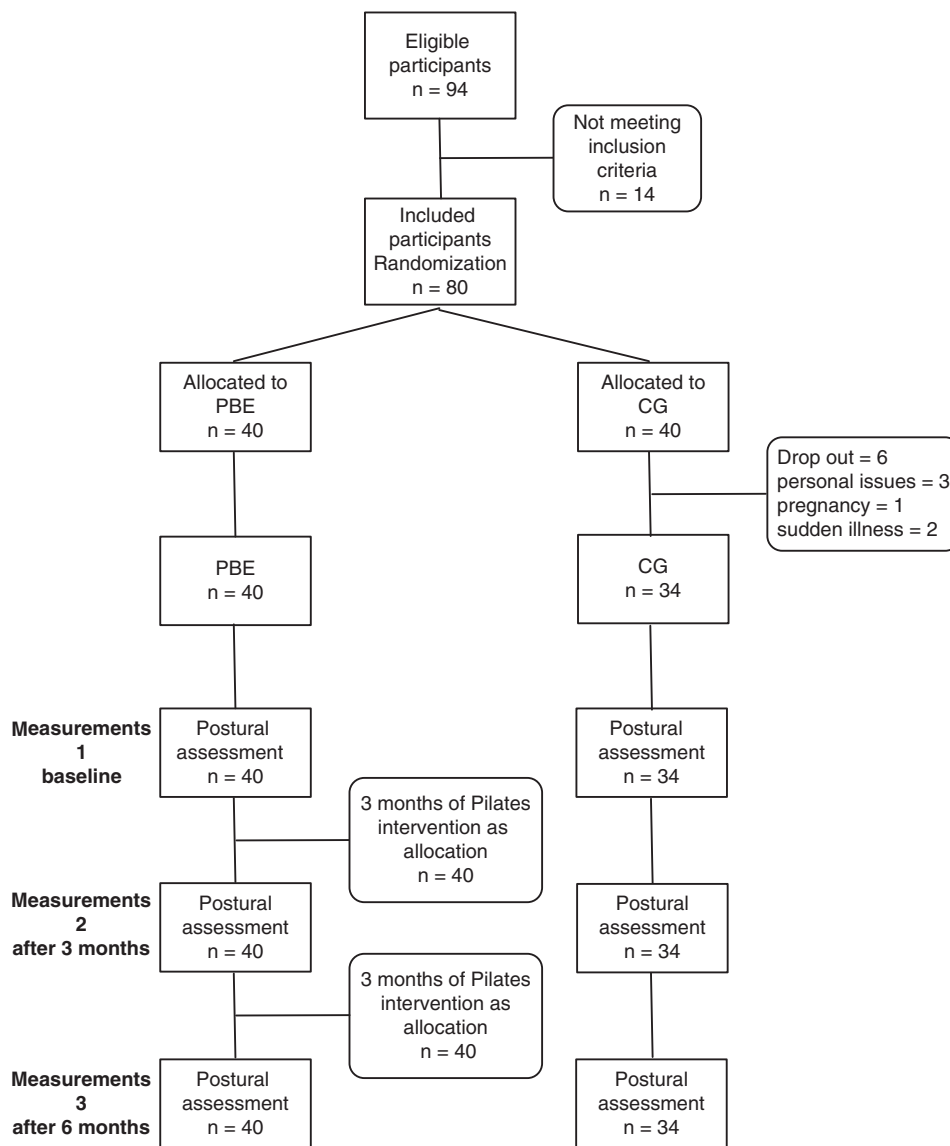 Eligible
participants
n = 94
Not meeting
inclusion
criteria
n = 14
Included
participants
Randomization
n = 80
Allocated to
PBE
n = 40
Allocated to
CG
n = 40
Drop out = 6
personal issues = 3
pregnancy = 1
sudden illness = 2
PBE
n = 40
CG
n = 34
Measurements
1
baseline
Postural
assessment
n = 40
Postural
assessment
n = 34
3 months of Pilates
intervention as
allocation
n = 40
Measurements
2
after 3 months
Postural
assessment
n = 40
Postural
assessment
n = 34
3 months of Pilates
intervention as
allocation
n = 40
Measurements
3
after 6 months
Postural
assessment
n = 40
Postural
assessment
n = 34